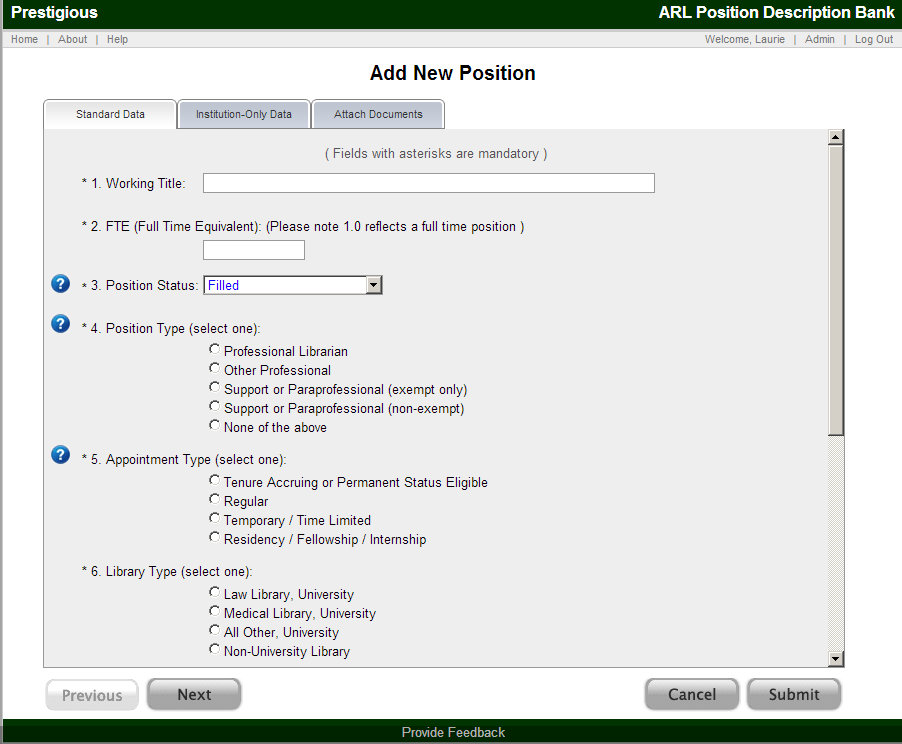 Prestigious ARL Position Description Bank
Home | About | Help Welcome, Laurie | Admin | Log Out
Add New Position
Standard Data Institution-Only Data Attach Documents
( Fields with asterisks are mandatory )
* 1. Working Title:
* 2. FTE (Full Time Equivalent): (Please note 1.0 reflects a full time position )
? * 3. Position Status: Filled
? * 4. Position Type (select one):
Professional Librarian
Other Professional
Support or Paraprofessional (exempt only)
Support or Paraprofessional (non-exempt)
None of the above
? * 5. Appointment Type (select one):
Tenure Accruing or Permanent Status Eligible
Regular
Temporary / Time Limited
Residency / Fellowship / Internship
* 6. Library Type (select one):
Law Library, University
Medical Library, University
All Other, University
Non-University Library
Previous Next Cancel Submit
Provide Feedback